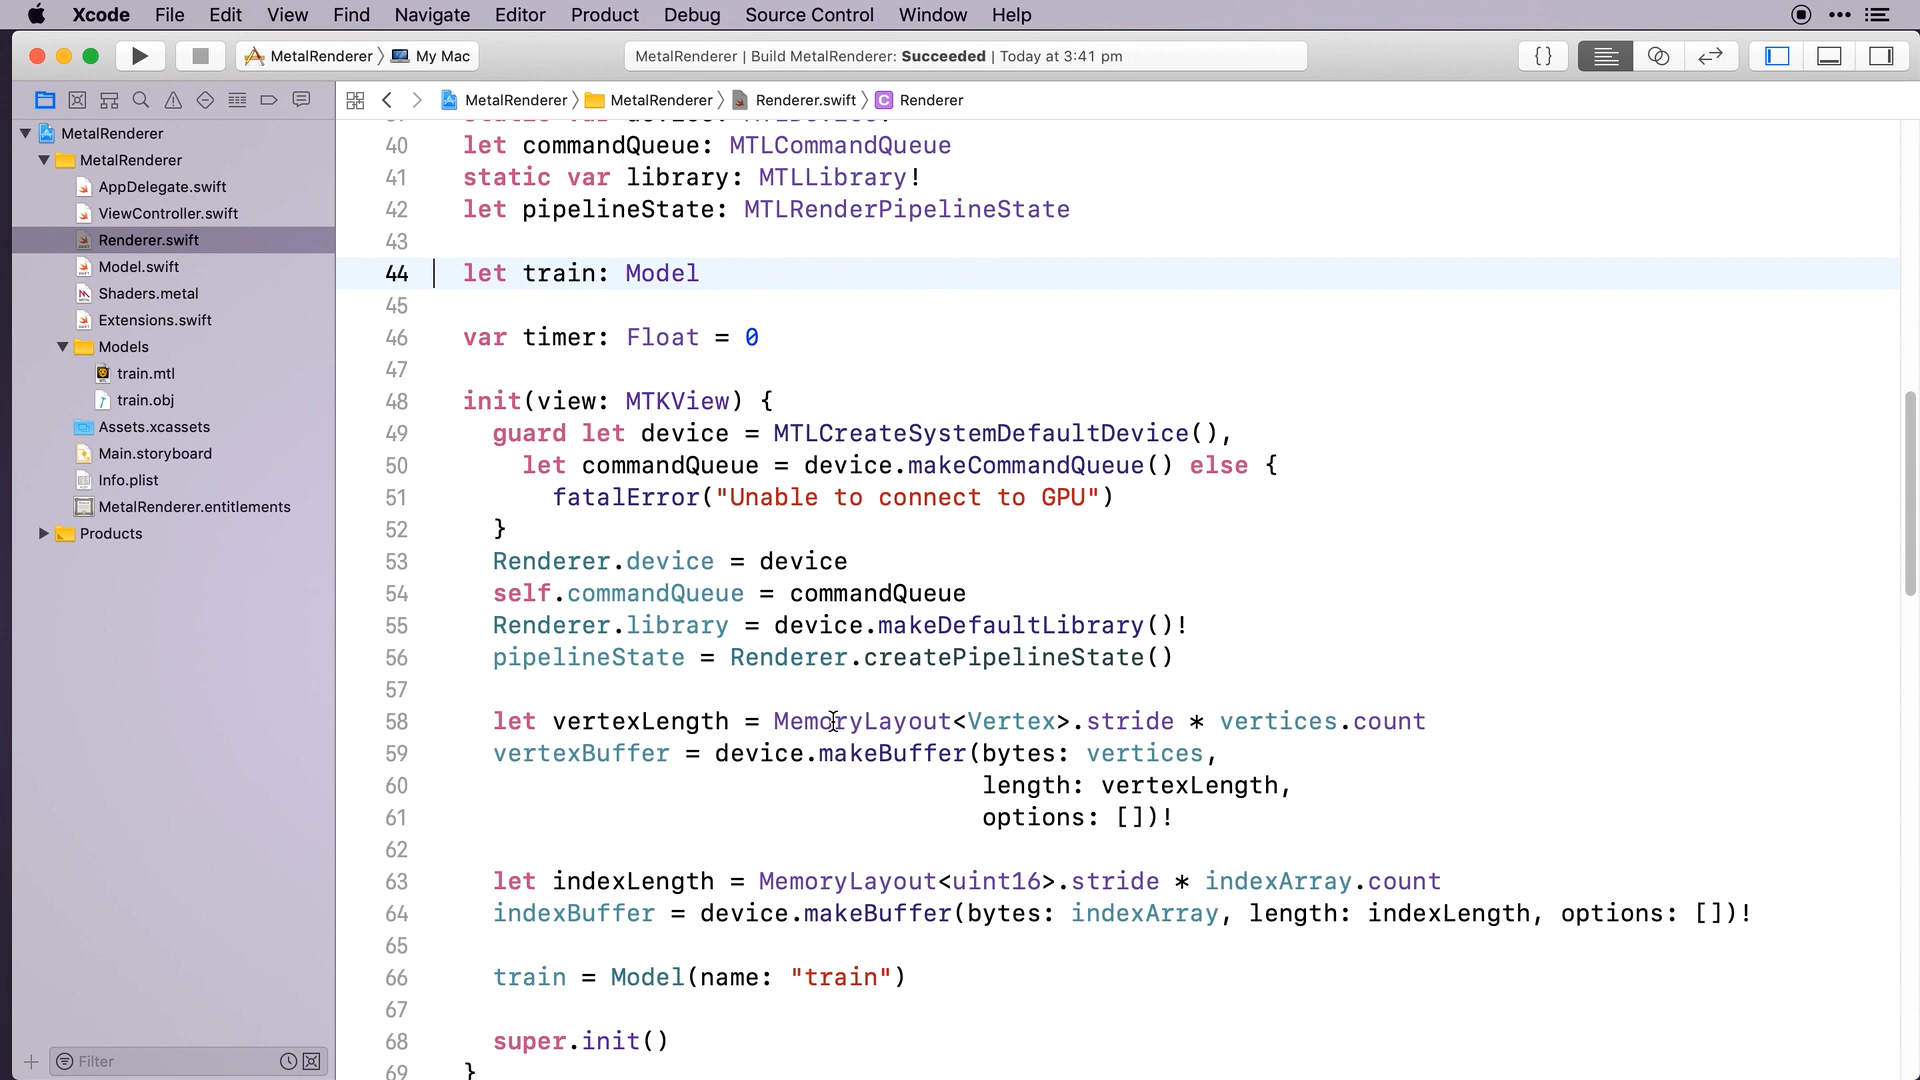 Xcode File Edit View Find Navigate Editor Product Debug Source Control Window Help
MetalRenderer My Mac
MetalRenderer | Build MetalRenderer: Succeeded | Today at 3:41 pm
{ }
MetalRenderer MetalRenderer Renderer.swift C Renderer
MetalRenderer
MetalRenderer
AppDelegate.swift
ViewController.swift
Renderer.swift
Model.swift
Shaders.metal
Extensions.swift
Models
train.mtl
train.obj
Assets.xcassets
Main.storyboard
Info.plist
MetalRenderer.entitlements
Products
Filter
40 let commandQueue: MTLCommandQueue
41 static var library: MTLLibrary!
42 let pipelineState: MTLRenderPipelineState
43
44 let train: Model
45
46 var timer: Float = 0
47
48 init(view: MTKView) {
49 guard let device = MTLCreateSystemDefaultDevice(),
50 let commandQueue = device.makeCommandQueue() else {
51 fatalError("Unable to connect to GPU")
52 }
53 Renderer.device = device
54 self.commandQueue = commandQueue
55 Renderer.library = device.makeDefaultLibrary()!
56 pipelineState = Renderer.createPipelineState()
57
58 let vertexLength = MemoryLayout<Vertex>.stride * vertices.count
59 vertexBuffer = device.makeBuffer(bytes: vertices,
60 length: vertexLength,
61 options: [])!
62
63 let indexLength = MemoryLayout<uint16>.stride * indexArray.count
64 indexBuffer = device.makeBuffer(bytes: indexArray, length: indexLength, options: [])!
65
66 train = Model(name: "train")
67
68 super.init()
69 }